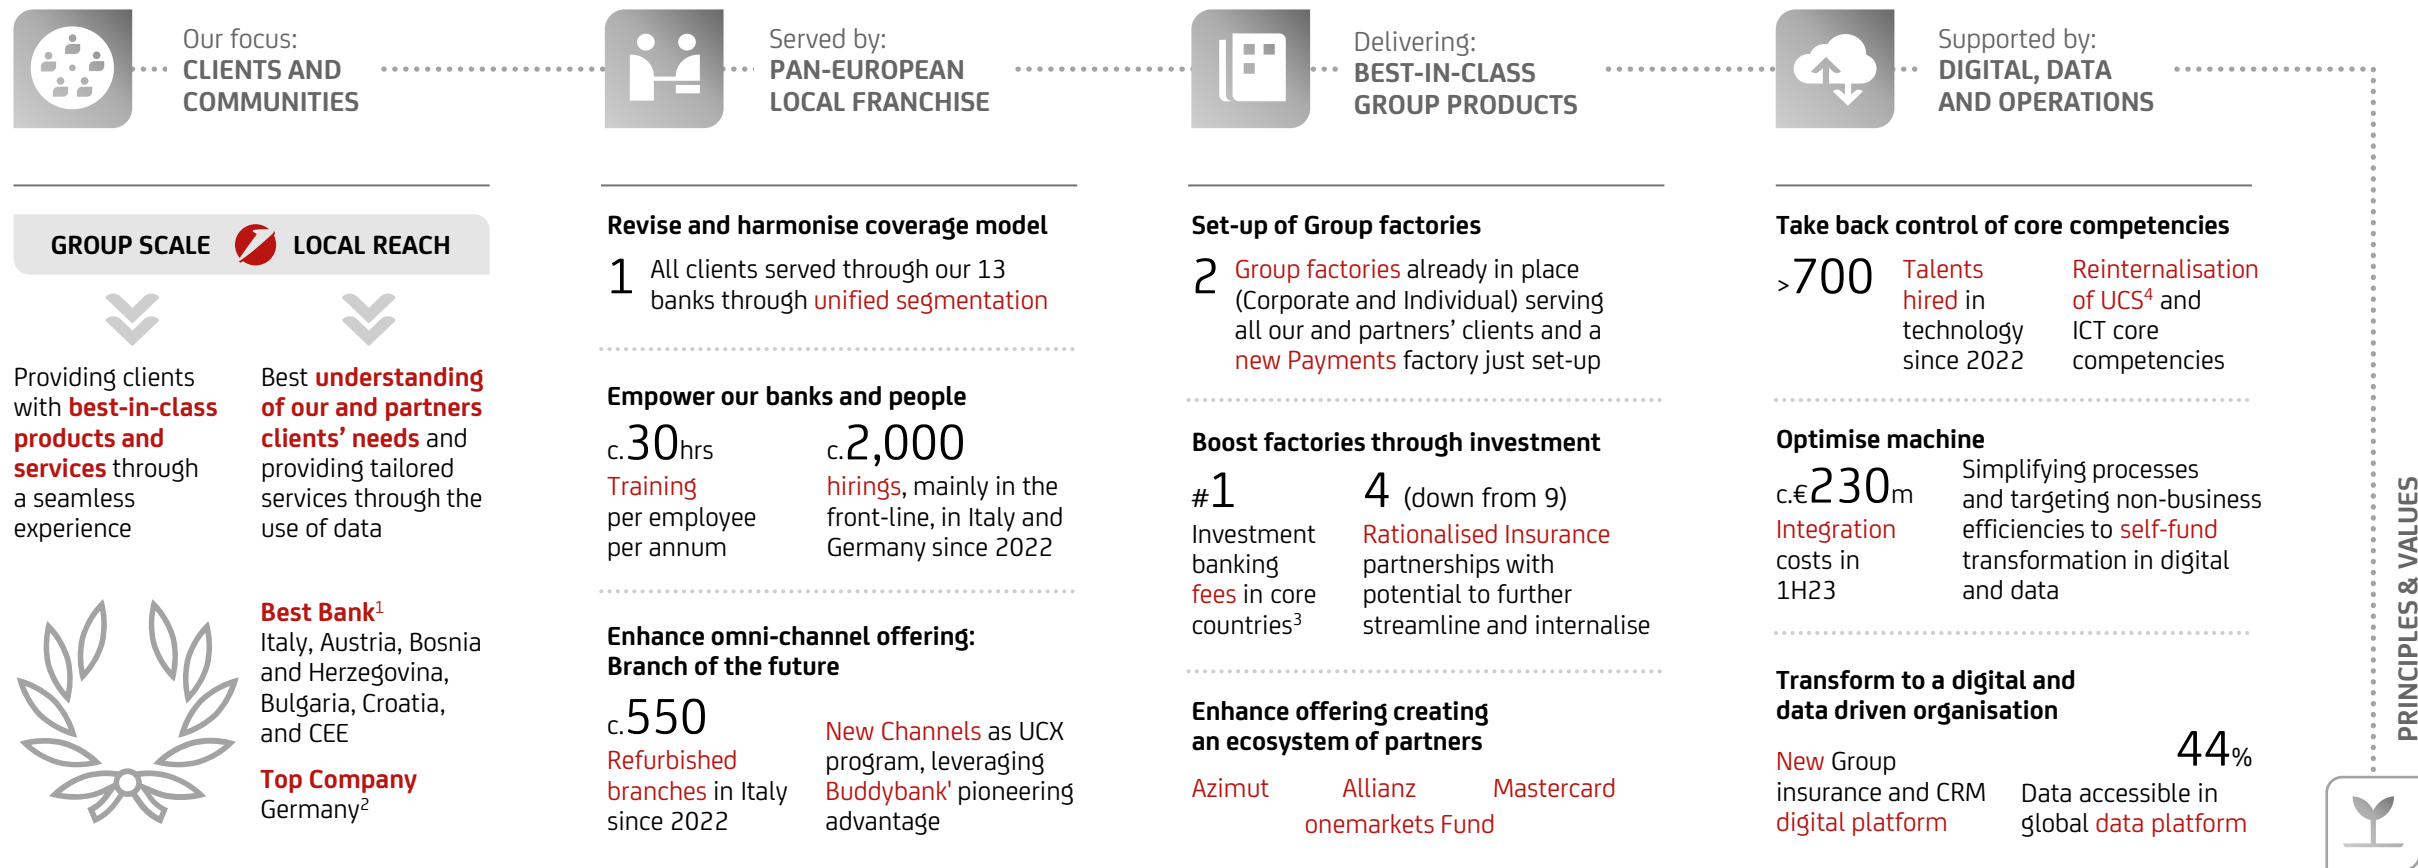 Our focus:
CLIENTS AND
COMMUNITIES
GROUP SCALE LOCAL REACH
Providing clients
with best-in-class
products and
services through
a seamless
experience
Best understanding
of our and partners
clients’ needs and
providing tailored
services through the
use of data
Best Bank¹
Italy, Austria, Bosnia
and Herzegovina,
Bulgaria, Croatia,
and CEE
Top Company
Germany²
Served by:
PAN-EUROPEAN
LOCAL FRANCHISE
Revise and harmonise coverage model
1 All clients served through our 13
banks through unified segmentation
Empower our banks and people
c.30hrs
Training
per employee
per annum
c.2,000
hirings, mainly in the
front-line, in Italy and
Germany since 2022
Enhance omni-channel offering:
Branch of the future
c.550
Refurbished
branches in Italy
since 2022
New Channels as UCX
program, leveraging
Buddybank' pioneering
advantage
Delivering:
BEST-IN-CLASS
GROUP PRODUCTS
Set-up of Group factories
2 Group factories already in place
(Corporate and Individual) serving
all our and partners’ clients and a
new Payments factory just set-up
Boost factories through investment
#1
Investment
banking
fees in core
countries³
4 (down from 9)
Rationalised Insurance
partnerships with
potential to further
streamline and internalise
Enhance offering creating
an ecosystem of partners
Azimut Allianz Mastercard
onemarkets Fund
Supported by:
DIGITAL, DATA
AND OPERATIONS
Take back control of core competencies
>700
Talents
hired in
technology
since 2022
Reinternalisation
of UCS⁴ and
ICT core
competencies
Optimise machine
c.€230m
Integration
costs in
1H23
Simplifying processes
and targeting non-business
efficiencies to self-fund
transformation in digital
and data
Transform to a digital and
data driven organisation
New Group
insurance and CRM
digital platform
44%
Data accessible in
global data platform
PRINCIPLES & VALUES